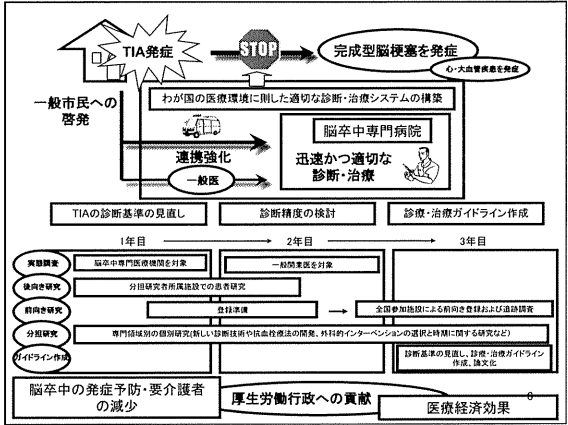 TIA発症
STOP
完成型脳梗塞を発症
心・大血管疾患を発症
一般市民への
啓発
わが国の医療環境に則した適切な診断・治療システムの構築
脳卒中専門病院
連携強化
迅速かつ適切な
診断・治療
一般医
TIAの診断基準の見直し
診断精度の検討
診療・治療ガイドライン作成
1年目
2年目
3年目
実態調査
脳卒中専門医療機関を対象
一般開業医を対象
後向き研究
分担研究者所属施設での患者研究
前向き研究
登録準備
全国参加施設による前向き登録および追跡調査
分担研究
専門領域別の個別研究(新しい診断技術や抗血栓療法の開発、外科的インターベンションの選択と時期に関する研究など)
ガイドライン作成
診断基準の見直し、診療・治療ガイドライン
作成、論文化
脳卒中の発症予防・要介護者
の減少
厚生労働行政への貢献
6
医療経済効果